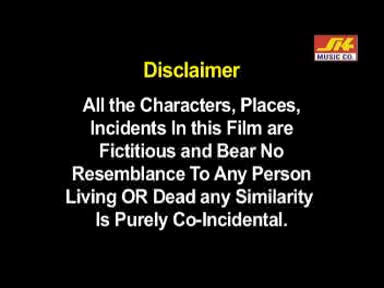 SK
MUSIC CO.
Disclaimer
All the Characters, Places,
Incidents In this Film are
Fictitious and Bear No
Resemblance To Any Person
Living OR Dead any Similarity
Is Purely Co-Incidental.